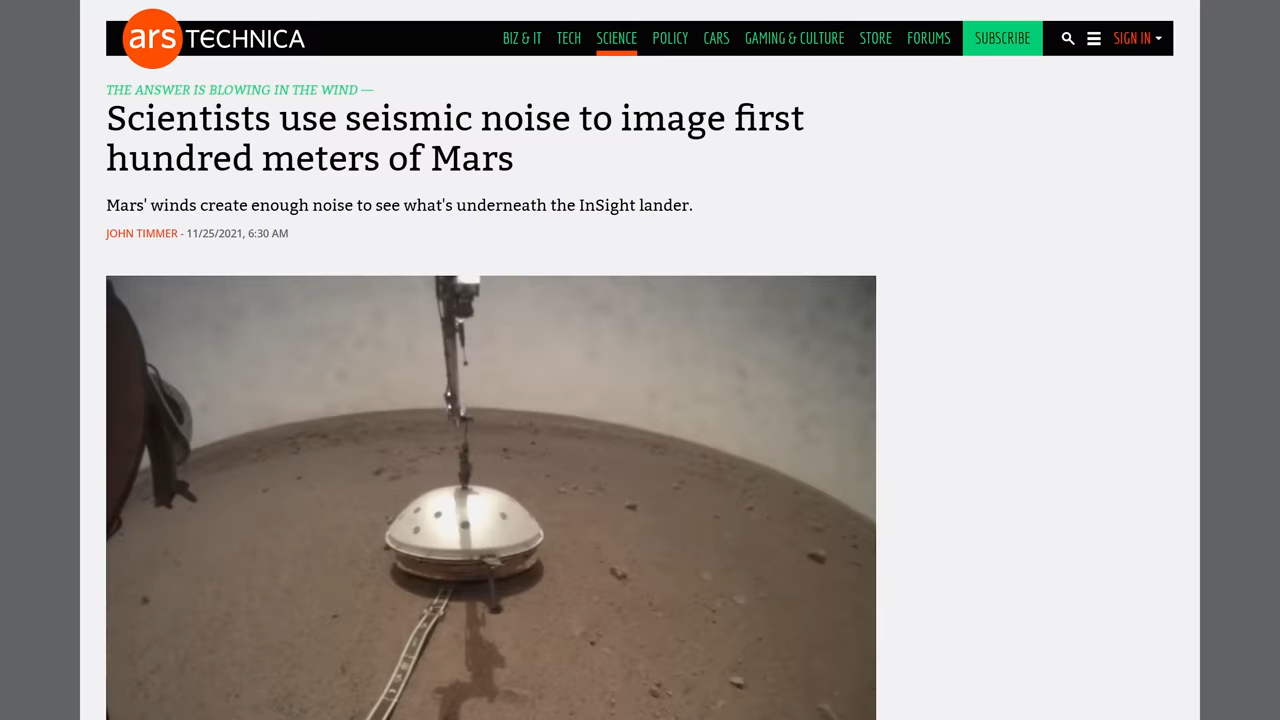 ars TECHNICA
BIZ & IT TECH SCIENCE POLICY CARS GAMING & CULTURE STORE FORUMS SUBSCRIBE SIGN IN
THE ANSWER IS BLOWING IN THE WIND —
Scientists use seismic noise to image first
hundred meters of Mars
Mars' winds create enough noise to see what's underneath the InSight lander.
JOHN TIMMER - 11/25/2021, 6:30 AM